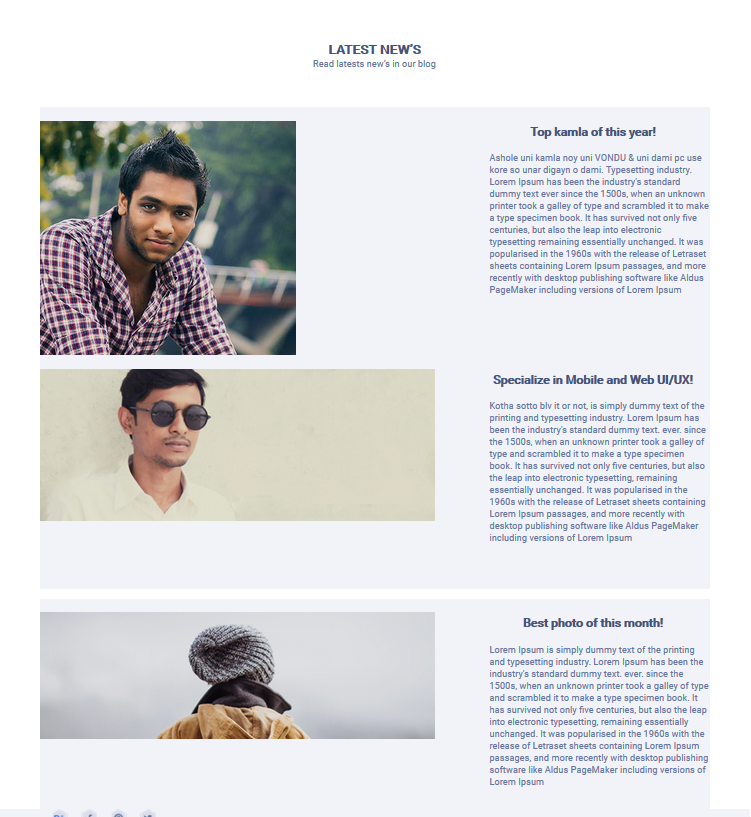 LATEST NEW'S
Read latests new's in our blog
Top kamla of this year!
Ashole uni kamla noy uni VONDU & uni dami pc use
kore so unar digayn o dami. Typesetting industry.
Lorem Ipsum has been the industry's standard
dummy text ever since the 1500s, when an unknown
printer took a galley of type and scrambled it to make
a type specimen book. It has survived not only five
centuries, but also the leap into electronic
typesetting remaining essentially unchanged. It was
popularised in the 1960s with the release of Letraset
sheets containing Lorem Ipsum passages, and more
recently with desktop publishing software like Aldus
PageMaker including versions of Lorem Ipsum
Specialize in Mobile and Web UI/UX!
Kotha sotto blv it or not, is simply dummy text of the
printing and typesetting industry. Lorem Ipsum has
been the industry's standard dummy text. ever. since
the 1500s, when an unknown printer took a galley of
type and scrambled it to make a type specimen
book. It has survived not only five centuries, but also
the leap into electronic typesetting, remaining
essentially unchanged. It was popularised in the
1960s with the release of Letraset sheets containing
Lorem Ipsum passages, and more recently with
desktop publishing software like Aldus PageMaker
including versions of Lorem Ipsum
Best photo of this month!
Lorem Ipsum is simply dummy text of the printing
and typesetting industry. Lorem Ipsum has been the
industry's standard dummy text. ever. since the
1500s, when an unknown printer took a galley of type
and scrambled it to make a type specimen book. It
has survived not only five centuries, but also the leap
into electronic typesetting, remaining essentially
unchanged. It was popularised in the 1960s with the
release of Letraset sheets containing Lorem Ipsum
passages, and more recently with desktop publishing
software like Aldus PageMaker including versions of
Lorem Ipsum